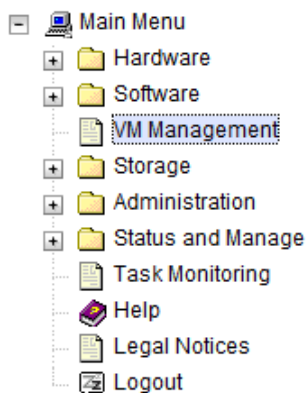 Main Menu
Hardware
Software
VM Management
Storage
Administration
Status and Manage
Task Monitoring
Help
Legal Notices
Logout